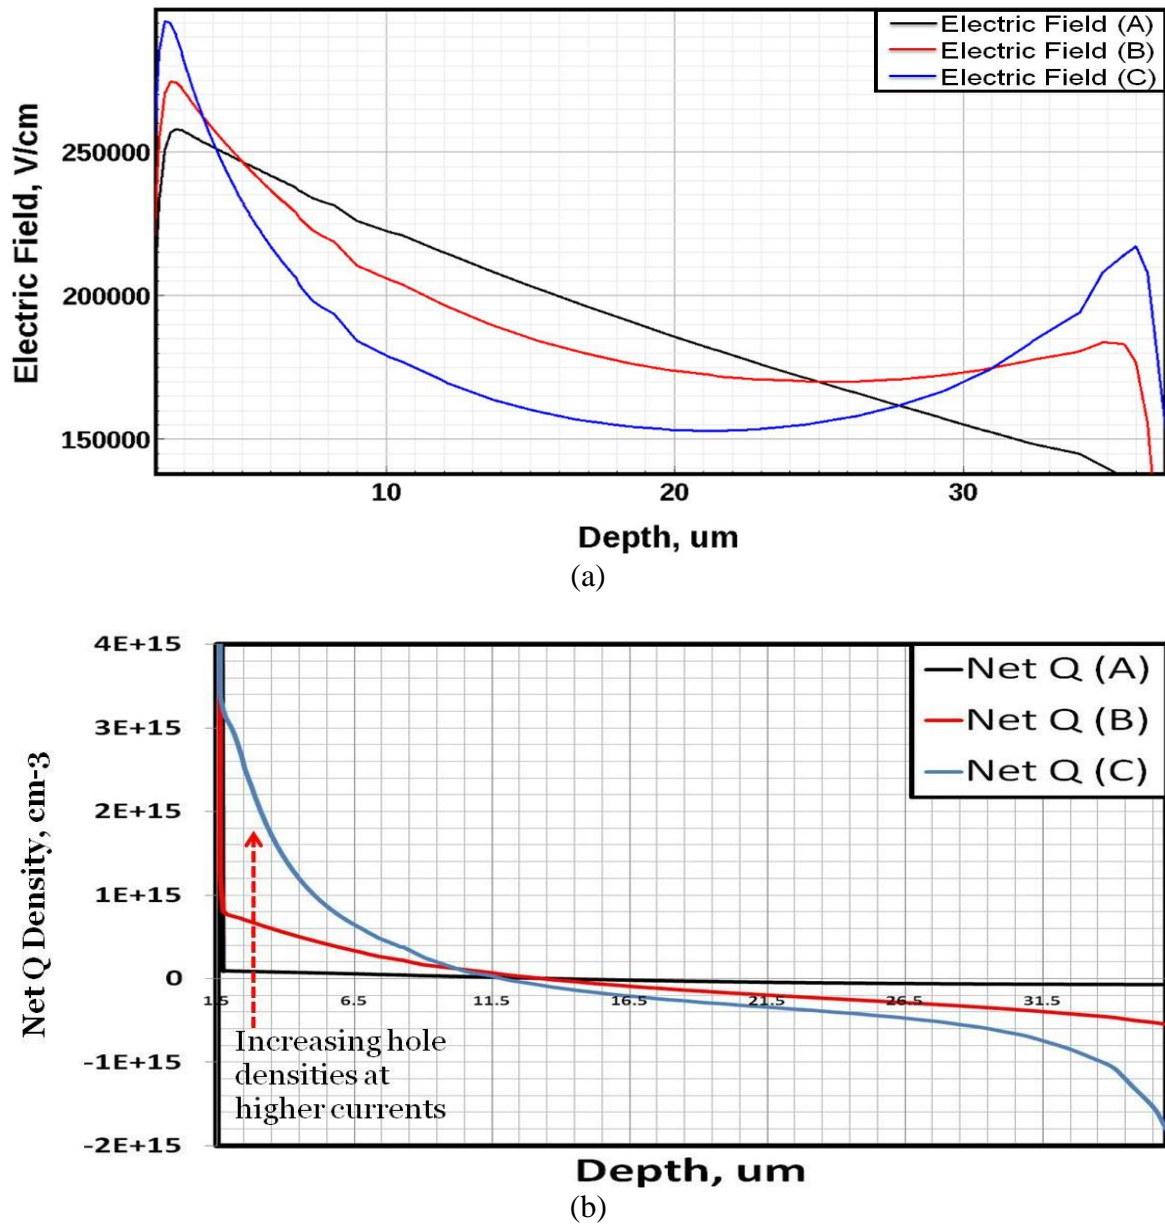 Electric Field (A)
Electric Field (B)
Electric Field (C)
Electric Field, V/cm
250000
200000
150000
10 20 30
Depth, um
(a)
4E+15
3E+15
2E+15
1E+15
0
-1E+15
-2E+15
Net Q Density, cm-3
Net Q (A)
Net Q (B)
Net Q (C)
1.5 6.5 11.5 16.5 21.5 26.5 31.5
Increasing hole
densities at
higher currents
Depth, um
(b)